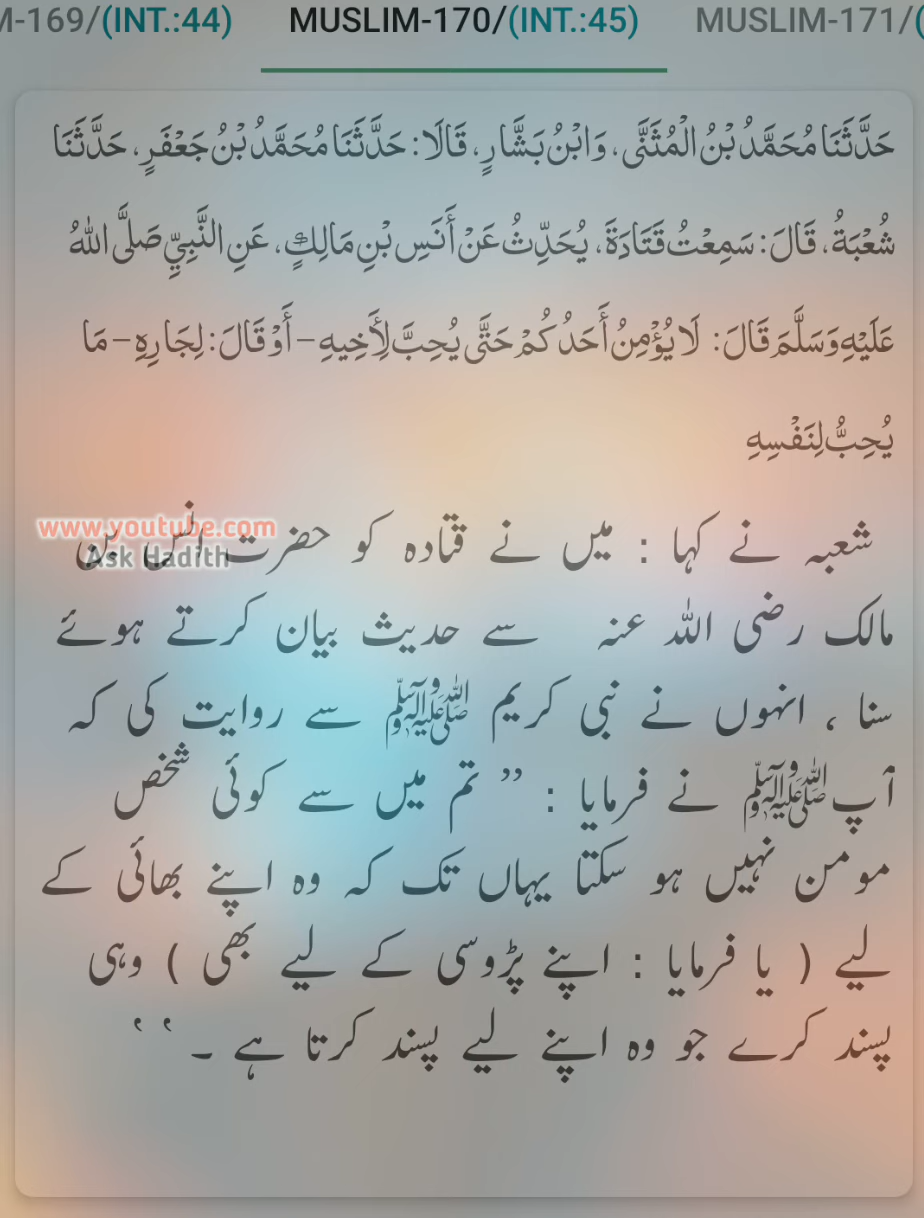 M-169/(INT.:44) MUSLIM-170/(INT.:45) MUSLIM-171/(
حَدَّثَنَا مُحَمَّدُ بْنُ الْمُثَنَّى، وَابْنُ بَشَّارٍ، قَالَا: حَدَّثَنَا مُحَمَّدُ بْنُ جَعْفَرٍ، حَدَّثَنَا
شُعْبَةُ، قَالَ: سَمِعْتُ قَتَادَةَ، يُحَدِّثُ عَنْ أَنَسِ بْنِ مَالِكٍ، عَنِ النَّبِيِّ صَلَّى اللهُ
عَلَيْهِ وَسَلَّمَ قَالَ: لَا يُؤْمِنُ أَحَدُكُمْ حَتَّى يُحِبَّ لِأَخِيهِ - أَوْ قَالَ: لِجَارِهِ - مَا
يُحِبُّ لِنَفْسِهِ
شعبہ نے کہا : میں نے قتادہ کو حضرت انس بن
www.youtube.com
Ask Hadith
مالک رضی اللہ عنہ سے حدیث بیان کرتے ہوئے
سنا ، انہوں نے نبی کریم ﷺ سے روایت کی کہ
آپ ﷺ نے فرمایا : ’’ تم میں سے کوئی شخص
مومن نہیں ہو سکتا یہاں تک کہ وہ اپنے بھائی کے
لیے ( یا فرمایا : اپنے پڑوسی کے لیے بھی ) وہی
پسند کرے جو وہ اپنے لیے پسند کرتا ہے ۔ ‘ ‘